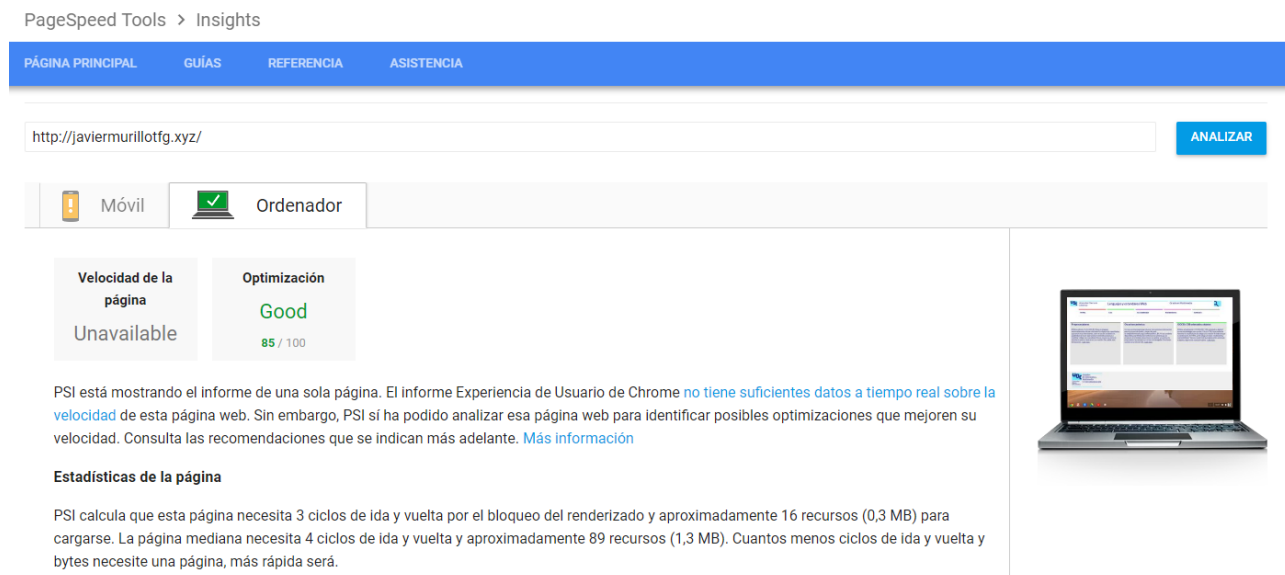 PageSpeed Tools > Insights
PÁGINA PRINCIPAL GUÍAS REFERENCIA ASISTENCIA
http://javiermurillotfg.xyz/ ANALIZAR
Móvil Ordenador
Velocidad de la página
Unavailable
Optimización
Good
85 / 100
PSI está mostrando el informe de una sola página. El informe Experiencia de Usuario de Chrome no tiene suficientes datos a tiempo real sobre la
velocidad de esta página web. Sin embargo, PSI sí ha podido analizar esa página web para identificar posibles optimizaciones que mejoren su
velocidad. Consulta las recomendaciones que se indican más adelante. Más información
Estadísticas de la página
PSI calcula que esta página necesita 3 ciclos de ida y vuelta por el bloqueo del renderizado y aproximadamente 16 recursos (0,3 MB) para
cargarse. La página mediana necesita 4 ciclos de ida y vuelta y aproximadamente 89 recursos (1,3 MB). Cuantos menos ciclos de ida y vuelta y
bytes necesite una página, más rápida será.